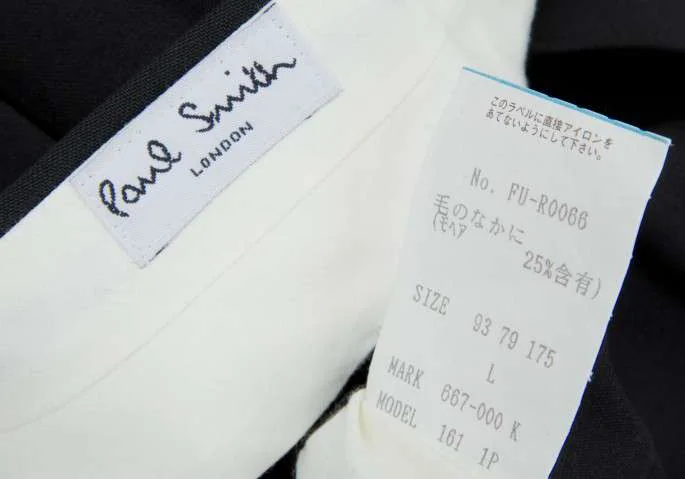 Paul Smith
LONDON
このラベルに直接アイロンを
あてないようにして下さい。
No. FU-R0066
毛のなかに
(モヘア 25%含有)
SIZE 93 79 175
L
MARK 667-000 K
MODEL 161 1P